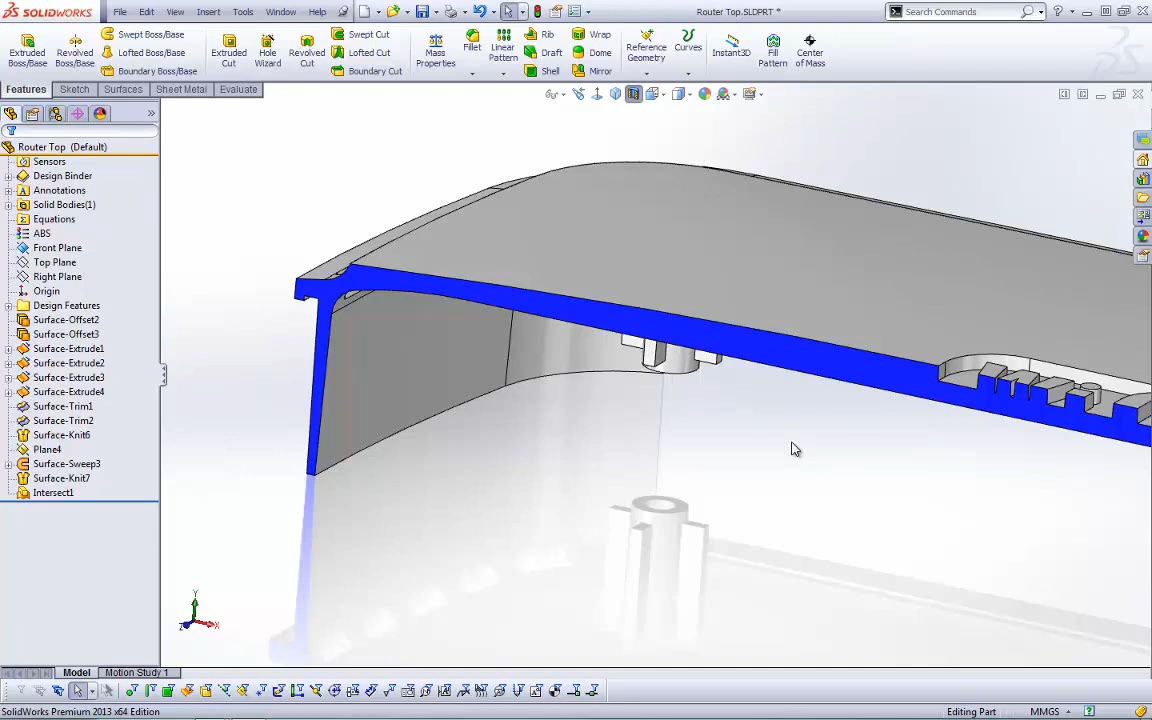 SOLIDWORKS File Edit View Insert Tools Window Help Router Top.SLDPRT * Search Commands ?
Extruded Boss/Base
Revolved Boss/Base
Swept Boss/Base
Lofted Boss/Base
Boundary Boss/Base
Extruded Cut
Hole Wizard
Revolved Cut
Swept Cut
Lofted Cut
Boundary Cut
Mass Properties
Fillet
Linear Pattern
Rib
Draft
Shell
Wrap
Dome
Mirror
Reference Geometry
Curves
Instant3D
Fill Pattern
Center of Mass
Features Sketch Surfaces Sheet Metal Evaluate
Router Top (Default)
Sensors
Design Binder
Annotations
Solid Bodies(1)
Equations
ABS
Front Plane
Top Plane
Right Plane
Origin
Design Features
Surface-Offset2
Surface-Offset3
Surface-Extrude1
Surface-Extrude2
Surface-Extrude3
Surface-Extrude4
Surface-Trim1
Surface-Trim2
Surface-Knit6
Plane4
Surface-Sweep3
Surface-Knit7
Intersect1
Y
Z
X
Model Motion Study 1
SolidWorks Premium 2013 x64 Edition Editing Part MMGS